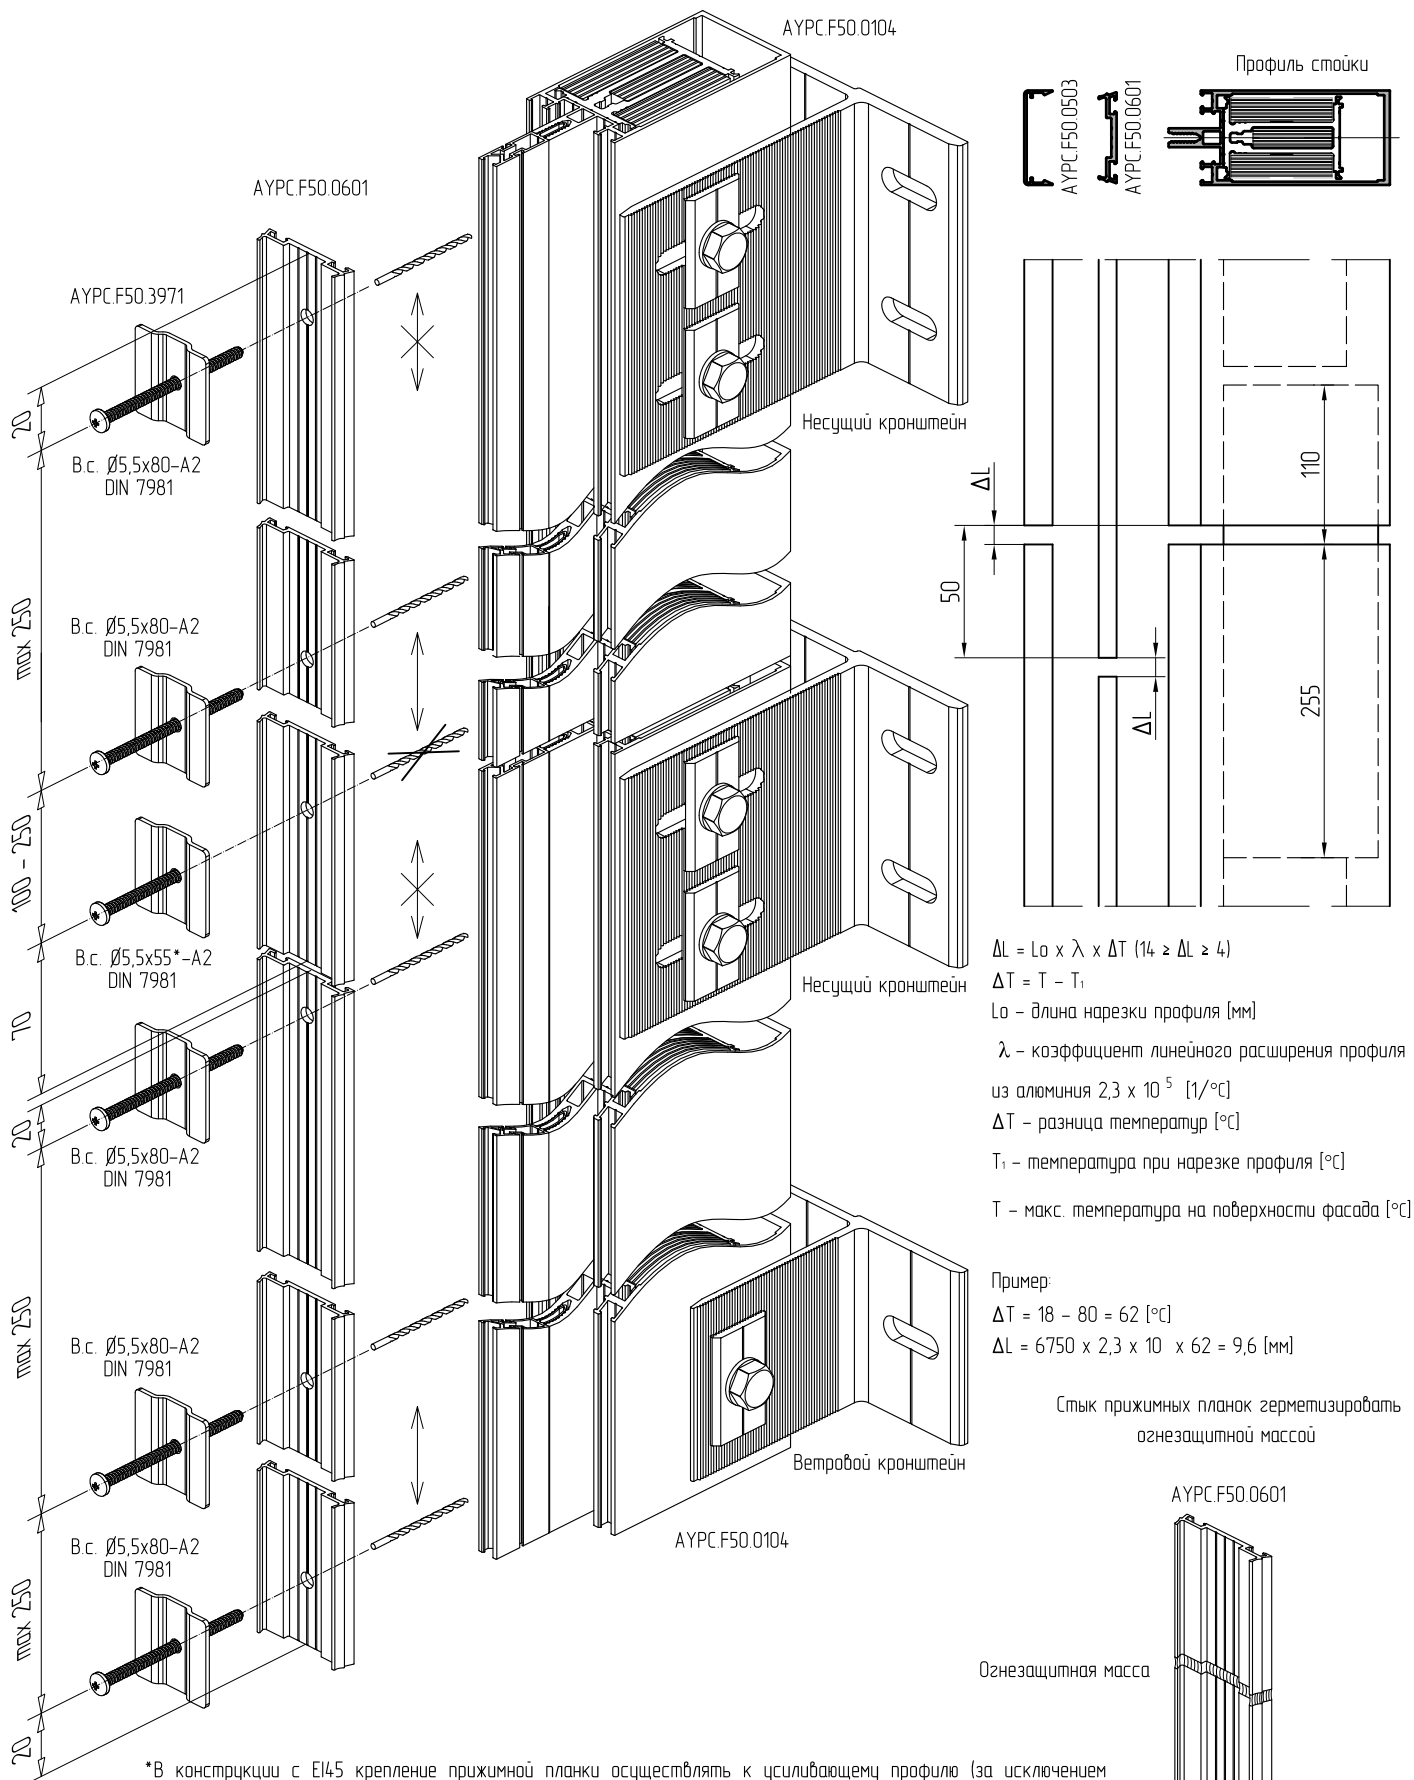 AYPC.F50.0104
Профиль стойки
AYPC.F50.0503
AYPC.F50.0601
AYPC.F50.0601
AYPC.F50.3971
20
В.с. Ø5,5x80-A2
DIN 7981
Несущий кронштейн
ΔL
110
50
255
ΔL
max 250
В.с. Ø5,5x80-A2
DIN 7981
100 - 250
В.с. Ø5,5x55*-A2
DIN 7981
Несущий кронштейн
70
20
В.с. Ø5,5x80-A2
DIN 7981
ΔL = Lo x λ x ΔT (14 ≥ ΔL ≥ 4)
ΔT = T - T₁
Lo - длина нарезки профиля [мм]
λ - коэффициент линейного расширения профиля
из алюминия 2,3 x 10 ⁵ [1/°C]
ΔT - разница температур [°C]
T₁ - температура при нарезке профиля [°C]
T - макс. температура на поверхности фасада [°C]
Пример:
ΔT = 18 - 80 = 62 [°C]
ΔL = 6750 x 2,3 x 10 x 62 = 9,6 [мм]
max 250
В.с. Ø5,5x80-A2
DIN 7981
Стык прижимных планок герметизировать
огнезащитной массой
Ветровой кронштейн
AYPC.F50.0601
AYPC.F50.0104
max 250
В.с. Ø5,5x80-A2
DIN 7981
Огнезащитная масса
20
*В конструкции с EI45 крепление прижимной планки осуществлять к усиливающему профилю (за исключением